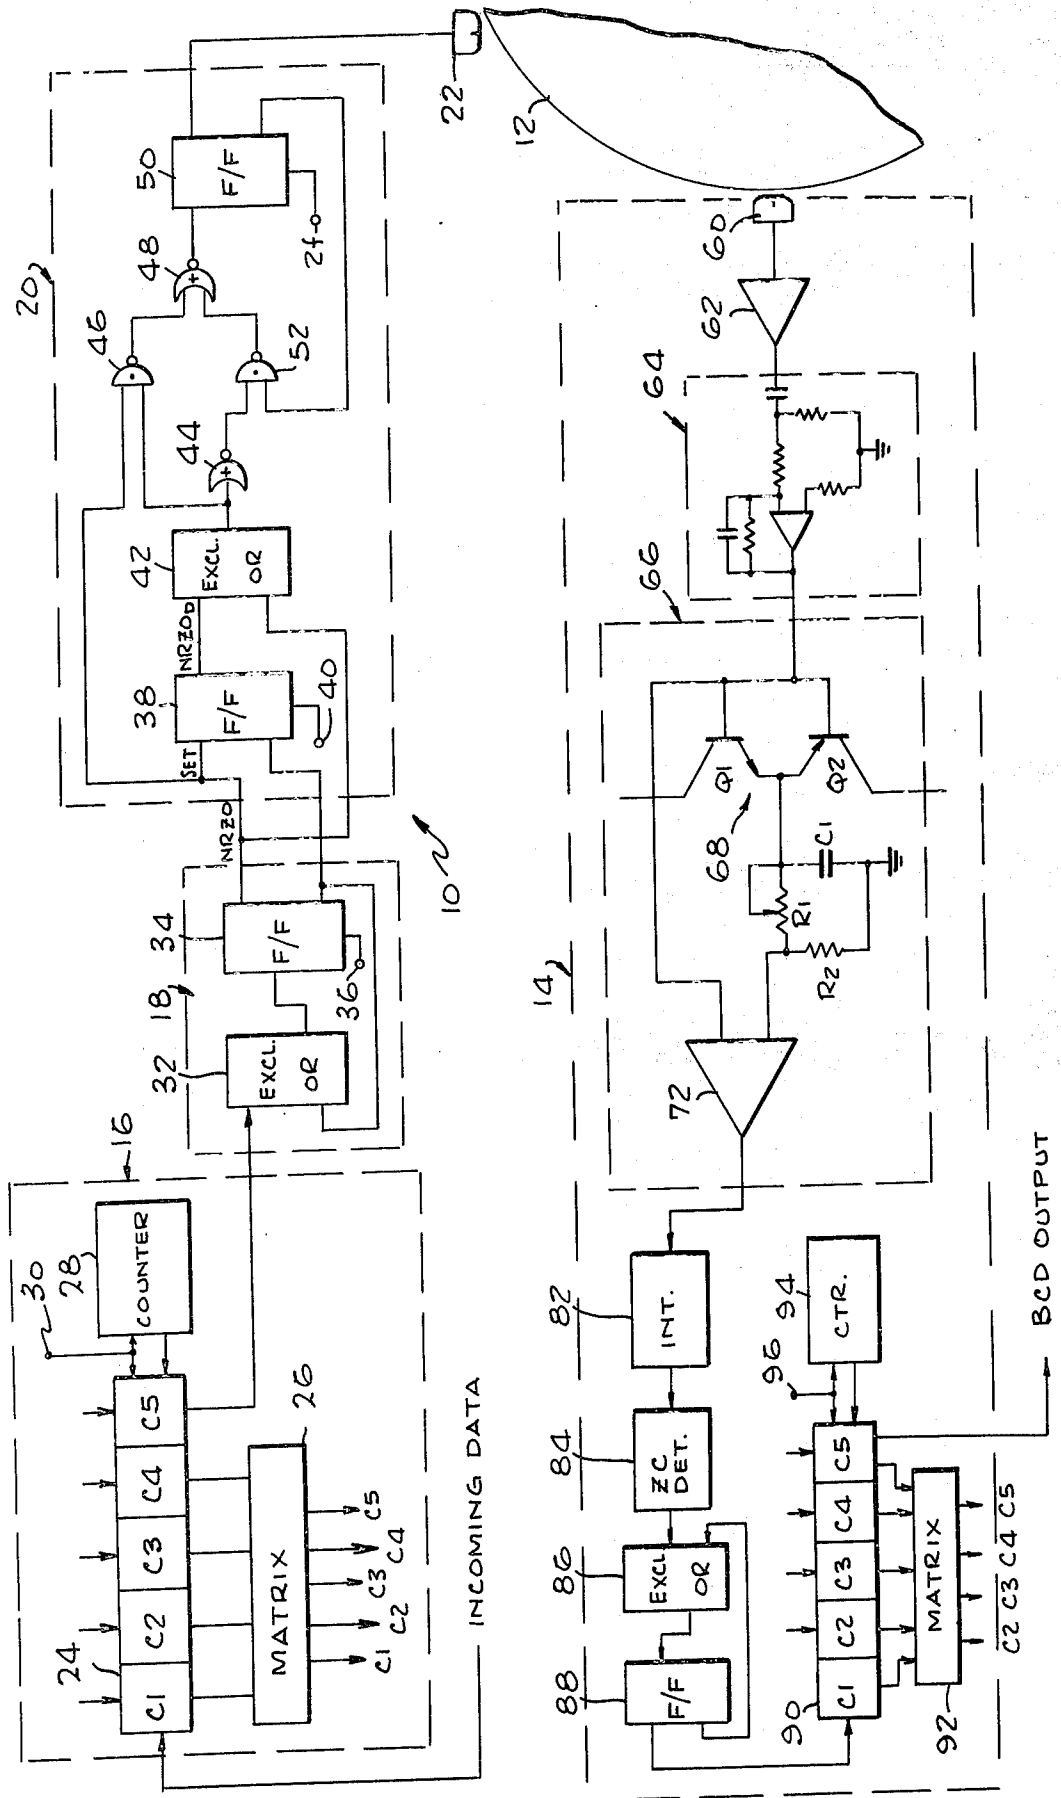 16
24
C1
C2
C3
C4
C5
30
28
COUNTER
MATRIX
26
C1
C2
C3
C4
C5
INCOMING DATA
18
32
EXCL.
OR
34
F/F
36
10
20
NRZO
SET
38
F/F
40
NRZO D
42
EXCL.
OR
44
+
46
•
48
+
52
•
50
F/F
2f
22
12
14
60
62
64
66
Q1
Q2
68
C1
R1
R2
72
82
INT.
84
ZC
DET.
86
EXCL
OR
88
F/F
90
C1
C2
C3
C4
C5
96
94
CTR.
MATRIX
92
C2 C3 C4 C5
BCD OUTPUT